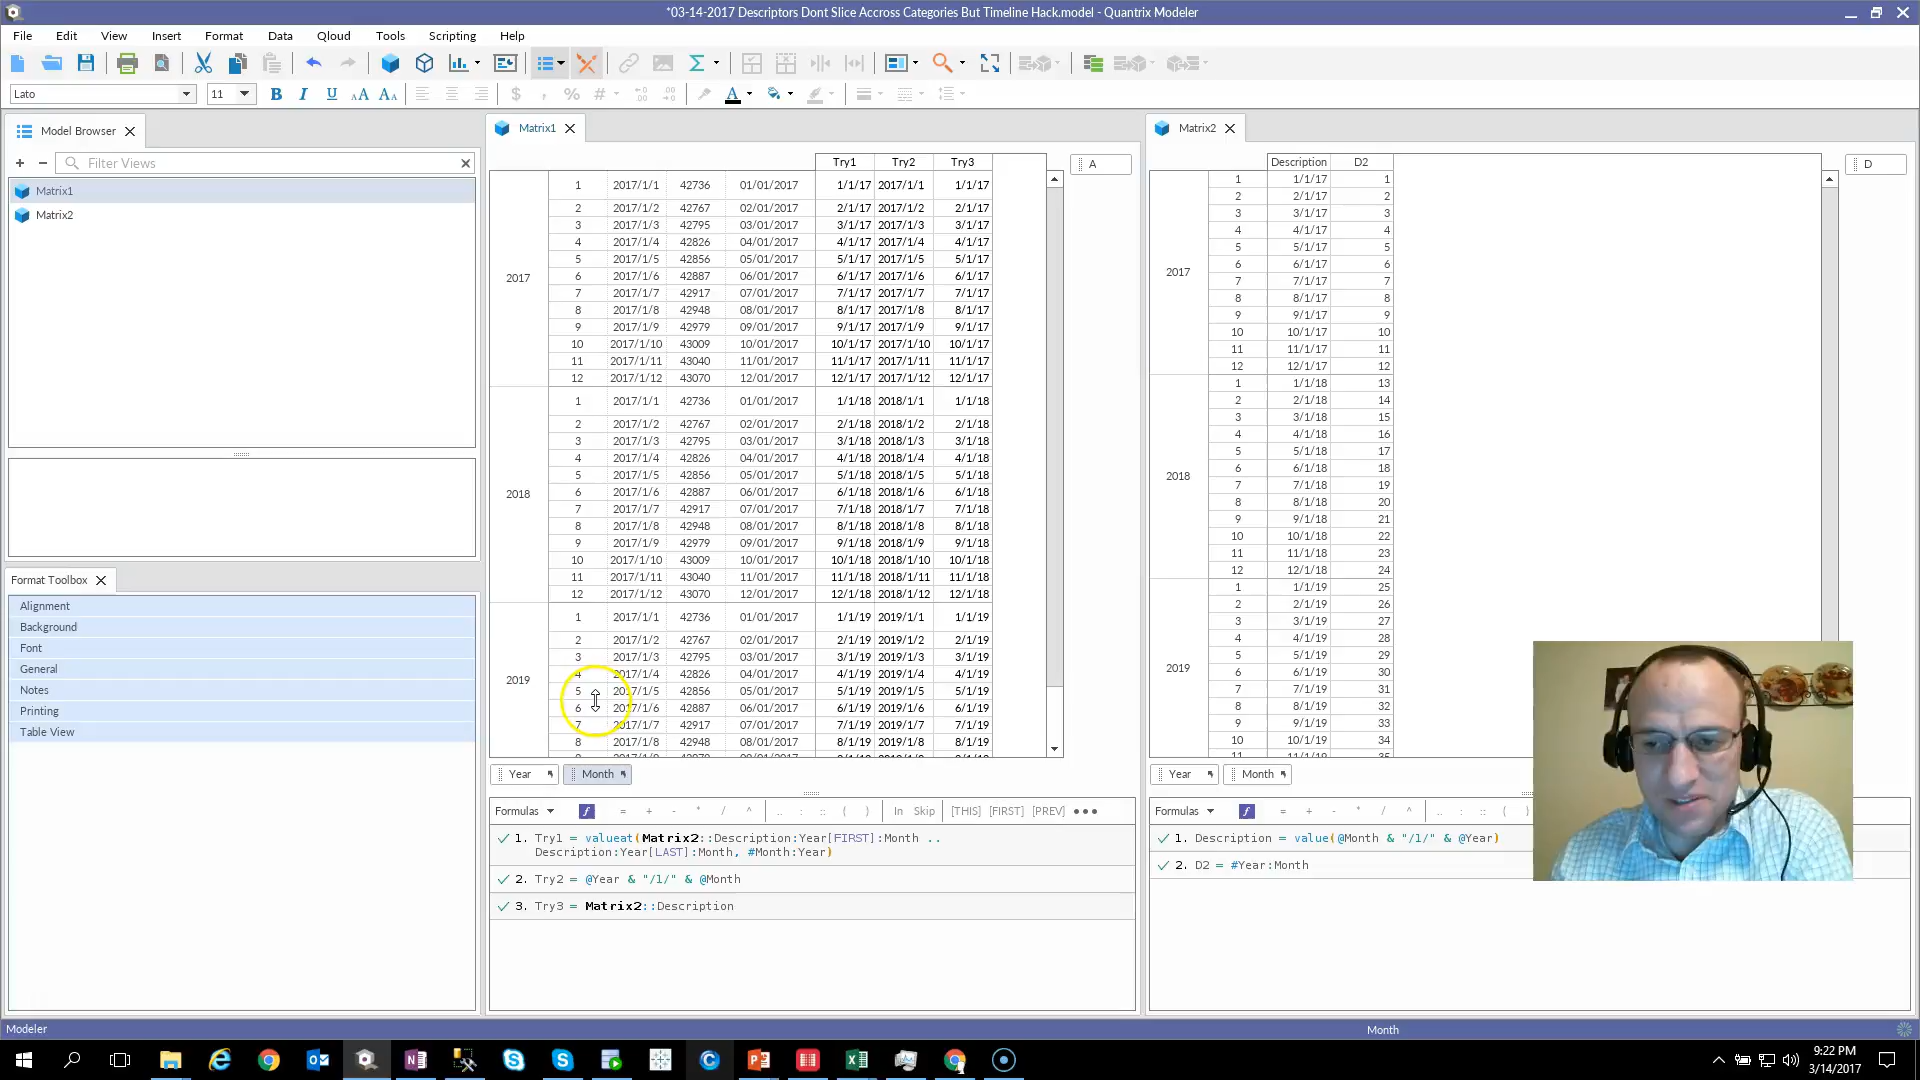 *03-14-2017 Descriptors Dont Slice Accross Categories But Timeline Hack.model - Quantrix Modeler
File Edit View Insert Format Data Qloud Tools Scripting Window Help
Lato 11
Model Browser
Filter Views
Matrix1
Matrix2
Format Toolbox
Alignment
Background
Font
General
Notes
Printing
Table View
Matrix1
Try1 Try2 Try3
A
2017
1 2017/1/1 42736 01/01/2017 1/1/17 2017/1/1 1/1/17
2 2017/1/2 42767 02/01/2017 2/1/17 2017/1/2 2/1/17
3 2017/1/3 42795 03/01/2017 3/1/17 2017/1/3 3/1/17
4 2017/1/4 42826 04/01/2017 4/1/17 2017/1/4 4/1/17
5 2017/1/5 42856 05/01/2017 5/1/17 2017/1/5 5/1/17
6 2017/1/6 42887 06/01/2017 6/1/17 2017/1/6 6/1/17
7 2017/1/7 42917 07/01/2017 7/1/17 2017/1/7 7/1/17
8 2017/1/8 42948 08/01/2017 8/1/17 2017/1/8 8/1/17
9 2017/1/9 42979 09/01/2017 9/1/17 2017/1/9 9/1/17
10 2017/1/10 43009 10/01/2017 10/1/17 2017/1/10 10/1/17
11 2017/1/11 43040 11/01/2017 11/1/17 2017/1/11 11/1/17
12 2017/1/12 43070 12/01/2017 12/1/17 2017/1/12 12/1/17
2018
1 2017/1/1 42736 01/01/2017 1/1/18 2018/1/1 1/1/18
2 2017/1/2 42767 02/01/2017 2/1/18 2018/1/2 2/1/18
3 2017/1/3 42795 03/01/2017 3/1/18 2018/1/3 3/1/18
4 2017/1/4 42826 04/01/2017 4/1/18 2018/1/4 4/1/18
5 2017/1/5 42856 05/01/2017 5/1/18 2018/1/5 5/1/18
6 2017/1/6 42887 06/01/2017 6/1/18 2018/1/6 6/1/18
7 2017/1/7 42917 07/01/2017 7/1/18 2018/1/7 7/1/18
8 2017/1/8 42948 08/01/2017 8/1/18 2018/1/8 8/1/18
9 2017/1/9 42979 09/01/2017 9/1/18 2018/1/9 9/1/18
10 2017/1/10 43009 10/01/2017 10/1/18 2018/1/10 10/1/18
11 2017/1/11 43040 11/01/2017 11/1/18 2018/1/11 11/1/18
12 2017/1/12 43070 12/01/2017 12/1/18 2018/1/12 12/1/18
2019
1 2017/1/1 42736 01/01/2017 1/1/19 2019/1/1 1/1/19
2 2017/1/2 42767 02/01/2017 2/1/19 2019/1/2 2/1/19
3 2017/1/3 42795 03/01/2017 3/1/19 2019/1/3 3/1/19
4 2017/1/4 42826 04/01/2017 4/1/19 2019/1/4 4/1/19
5 2017/1/5 42856 05/01/2017 5/1/19 2019/1/5 5/1/19
6 2017/1/6 42887 06/01/2017 6/1/19 2019/1/6 6/1/19
7 2017/1/7 42917 07/01/2017 7/1/19 2019/1/7 7/1/19
8 2017/1/8 42948 08/01/2017 8/1/19 2019/1/8 8/1/19
Year Month
Formulas = + - * / ^ .. : :: ( ) In Skip [THIS] [FIRST] [PREV]
1. Try1 = valueat(Matrix2::Description:Year[FIRST]:Month ..
Description:Year[LAST]:Month, #Month:Year)
2. Try2 = @Year & "/1/" & @Month
3. Try3 = Matrix2::Description
Matrix2
Description D2
D
2017
1 1/1/17 1
2 2/1/17 2
3 3/1/17 3
4 4/1/17 4
5 5/1/17 5
6 6/1/17 6
7 7/1/17 7
8 8/1/17 8
9 9/1/17 9
10 10/1/17 10
11 11/1/17 11
12 12/1/17 12
2018
1 1/1/18 13
2 2/1/18 14
3 3/1/18 15
4 4/1/18 16
5 5/1/18 17
6 6/1/18 18
7 7/1/18 19
8 8/1/18 20
9 9/1/18 21
10 10/1/18 22
11 11/1/18 23
12 12/1/18 24
2019
1 1/1/19 25
2 2/1/19 26
3 3/1/19 27
4 4/1/19 28
5 5/1/19 29
6 6/1/19 30
7 7/1/19 31
8 8/1/19 32
9 9/1/19 33
10 10/1/19 34
Year Month
Formulas = + - * / ^ .. : :: ( )
1. Description = value(@Month & "/1/" & @Year)
2. D2 = #Year:Month
Modeler Month
9:22 PM
3/14/2017